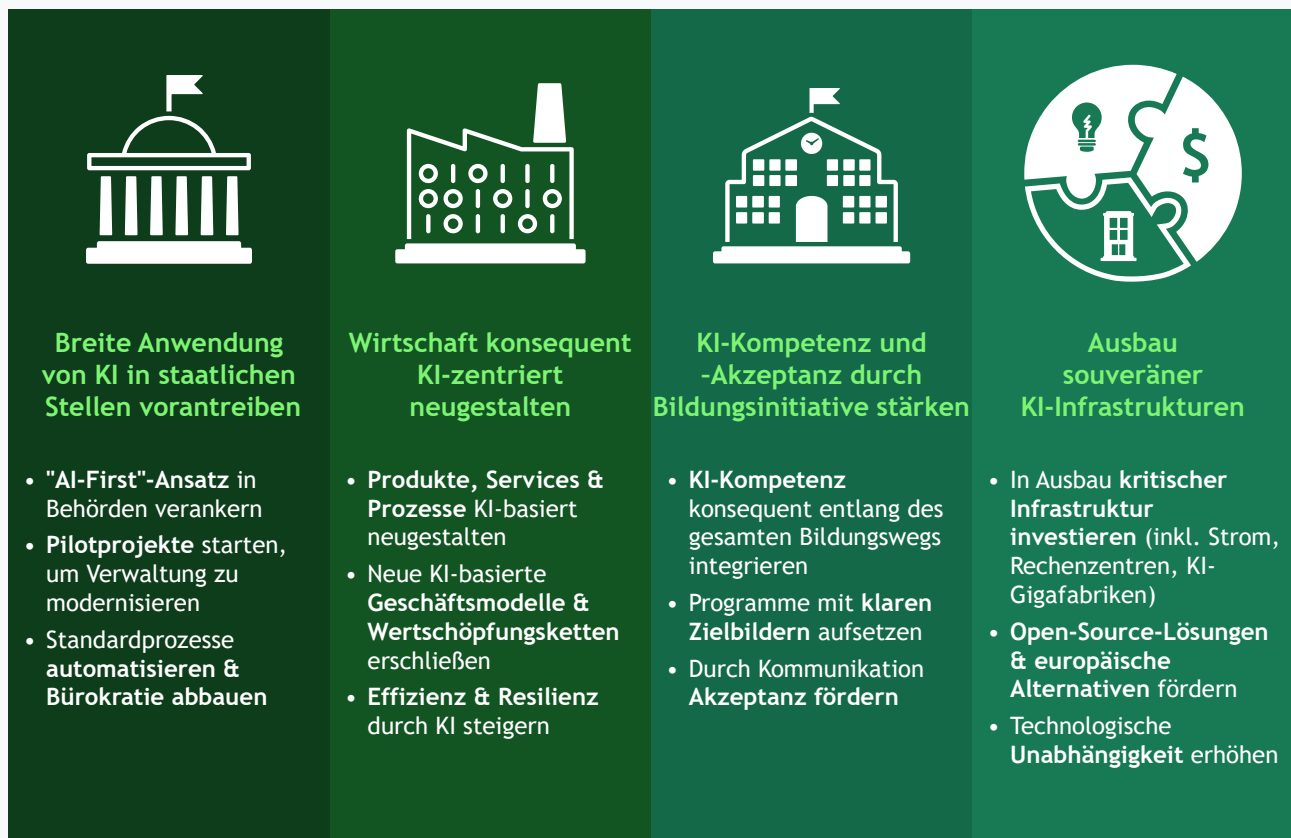 Breite Anwendung
von KI in staatlichen
Stellen vorantreiben
• "AI-First"-Ansatz in
Behörden verankern
• Pilotprojekte starten,
um Verwaltung zu
modernisieren
• Standardprozesse
automatisieren &
Bürokratie abbauen
Wirtschaft konsequent
KI-zentriert
neugestalten
• Produkte, Services &
Prozesse KI-basiert
neugestalten
• Neue KI-basierte
Geschäftsmodelle &
Wertschöpfungsketten
erschließen
• Effizienz & Resilienz
durch KI steigern
KI-Kompetenz und
-Akzeptanz durch
Bildungsinitiative stärken
• KI-Kompetenz
konsequent entlang des
gesamten Bildungswegs
integrieren
• Programme mit klaren
Zielbildern aufsetzen
• Durch Kommunikation
Akzeptanz fördern
$
Ausbau
souveräner
KI-Infrastrukturen
• In Ausbau kritischer
Infrastruktur
investieren (inkl. Strom,
Rechenzentren, KI-
Gigafabriken)
• Open-Source-Lösungen
& europäische
Alternativen fördern
• Technologische
Unabhängigkeit erhöhen